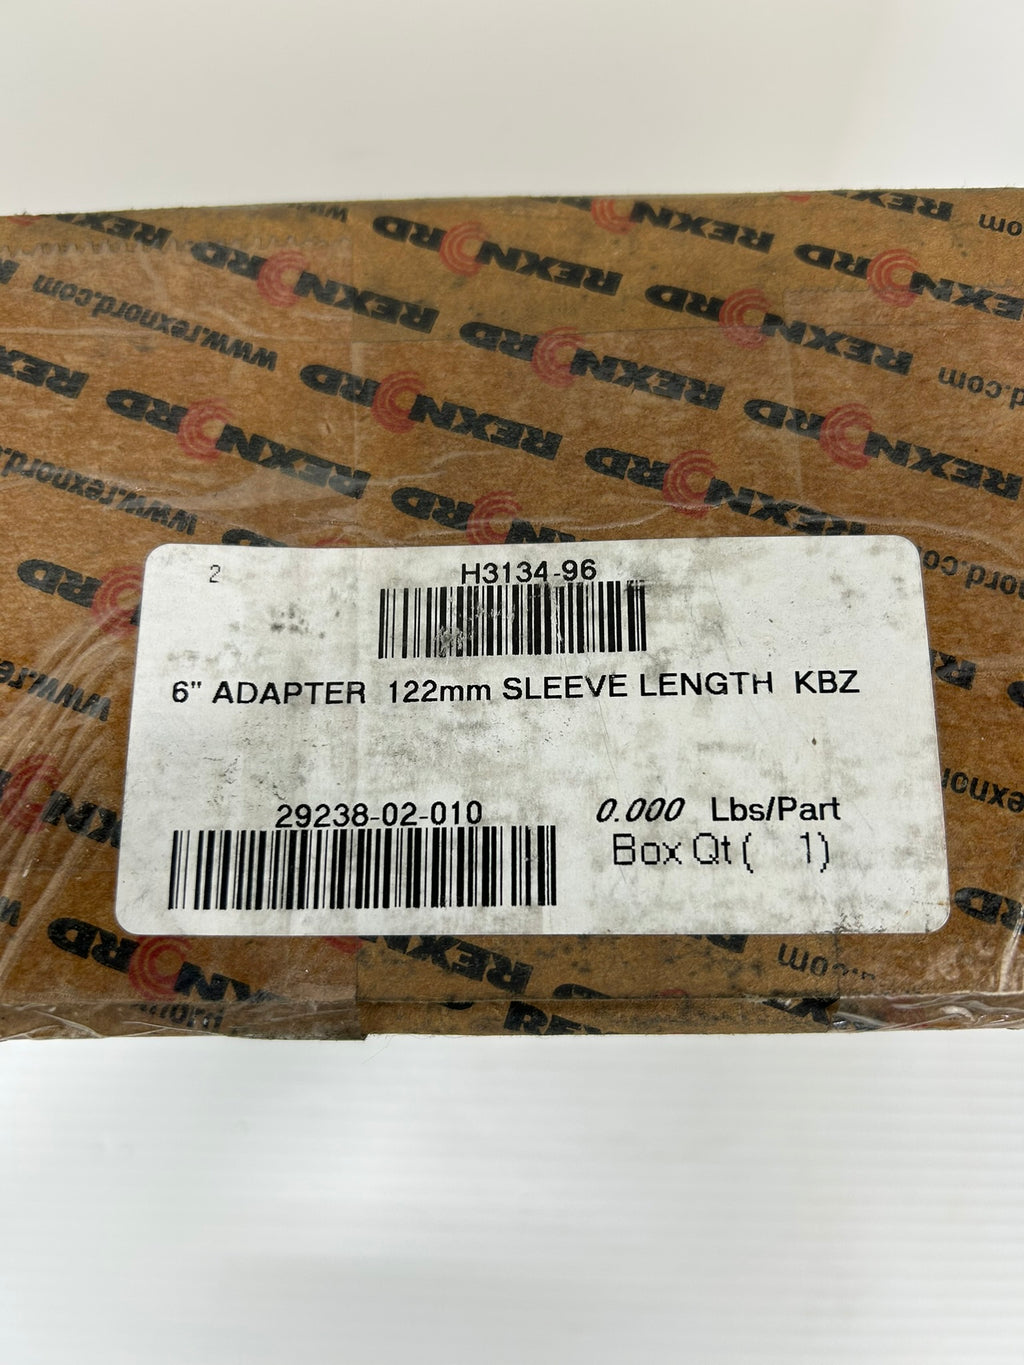 REXNORD REXNORD
www.rexnord.com
2
H3134-96
6" ADAPTER 122mm SLEEVE LENGTH KBZ
29238-02-010
0.000 Lbs/Part
Box Qt ( 1)